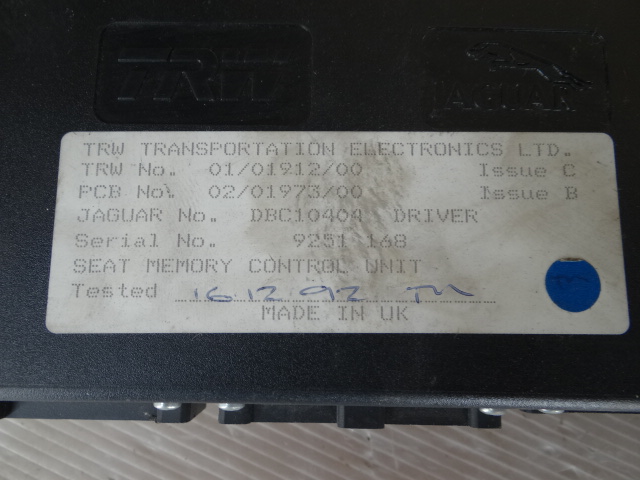 TRW
JAGUAR
TRW TRANSPORTATION ELECTRONICS LTD.
TRW No. 01/01912/00 Issue C
PCB No. 02/01973/00 Issue B
JAGUAR No. DBC10404 DRIVER
Serial No. 9251 168
SEAT MEMORY CONTROL UNIT
Tested 16.12.92
MADE IN UK